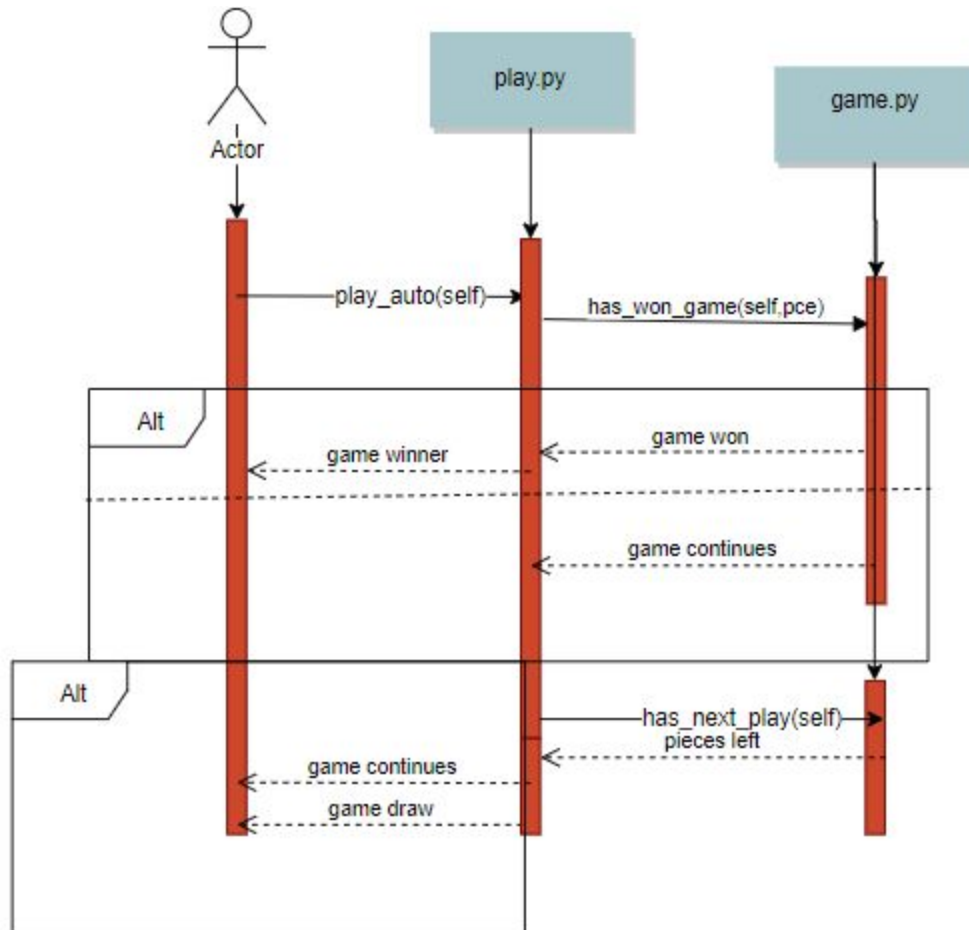 play.py
game.py
Actor
play_auto(self)
has_won_game(self,pce)
Alt
game won
game winner
game continues
Alt
has_next_play(self)
pieces left
game continues
game draw